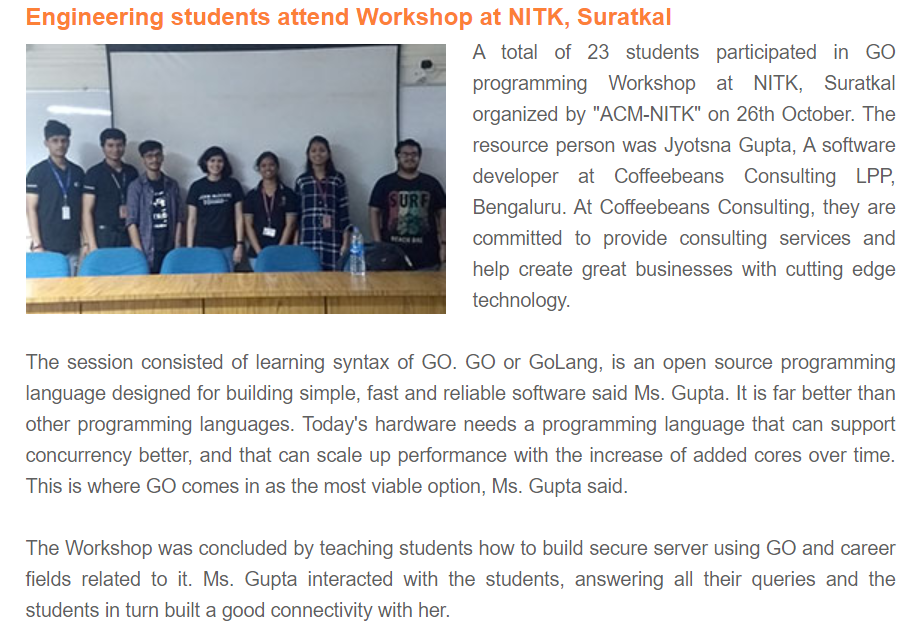 Engineering students attend Workshop at NITK, Suratkal
A total of 23 students participated in GO
programming Workshop at NITK, Suratkal
organized by "ACM-NITK" on 26th October. The
resource person was Jyotsna Gupta, A software
developer at Coffeebeans Consulting LPP,
Bengaluru. At Coffeebeans Consulting, they are
committed to provide consulting services and
help create great businesses with cutting edge
technology.
SURF
The session consisted of learning syntax of GO. GO or GoLang, is an open source programming
language designed for building simple, fast and reliable software said Ms. Gupta. It is far better than
other programming languages. Today's hardware needs a programming language that can support
concurrency better, and that can scale up performance with the increase of added cores over time.
This is where GO comes in as the most viable option, Ms. Gupta said.
The Workshop was concluded by teaching students how to build secure server using GO and career
fields related to it. Ms. Gupta interacted with the students, answering all their queries and the
students in turn built a good connectivity with her.